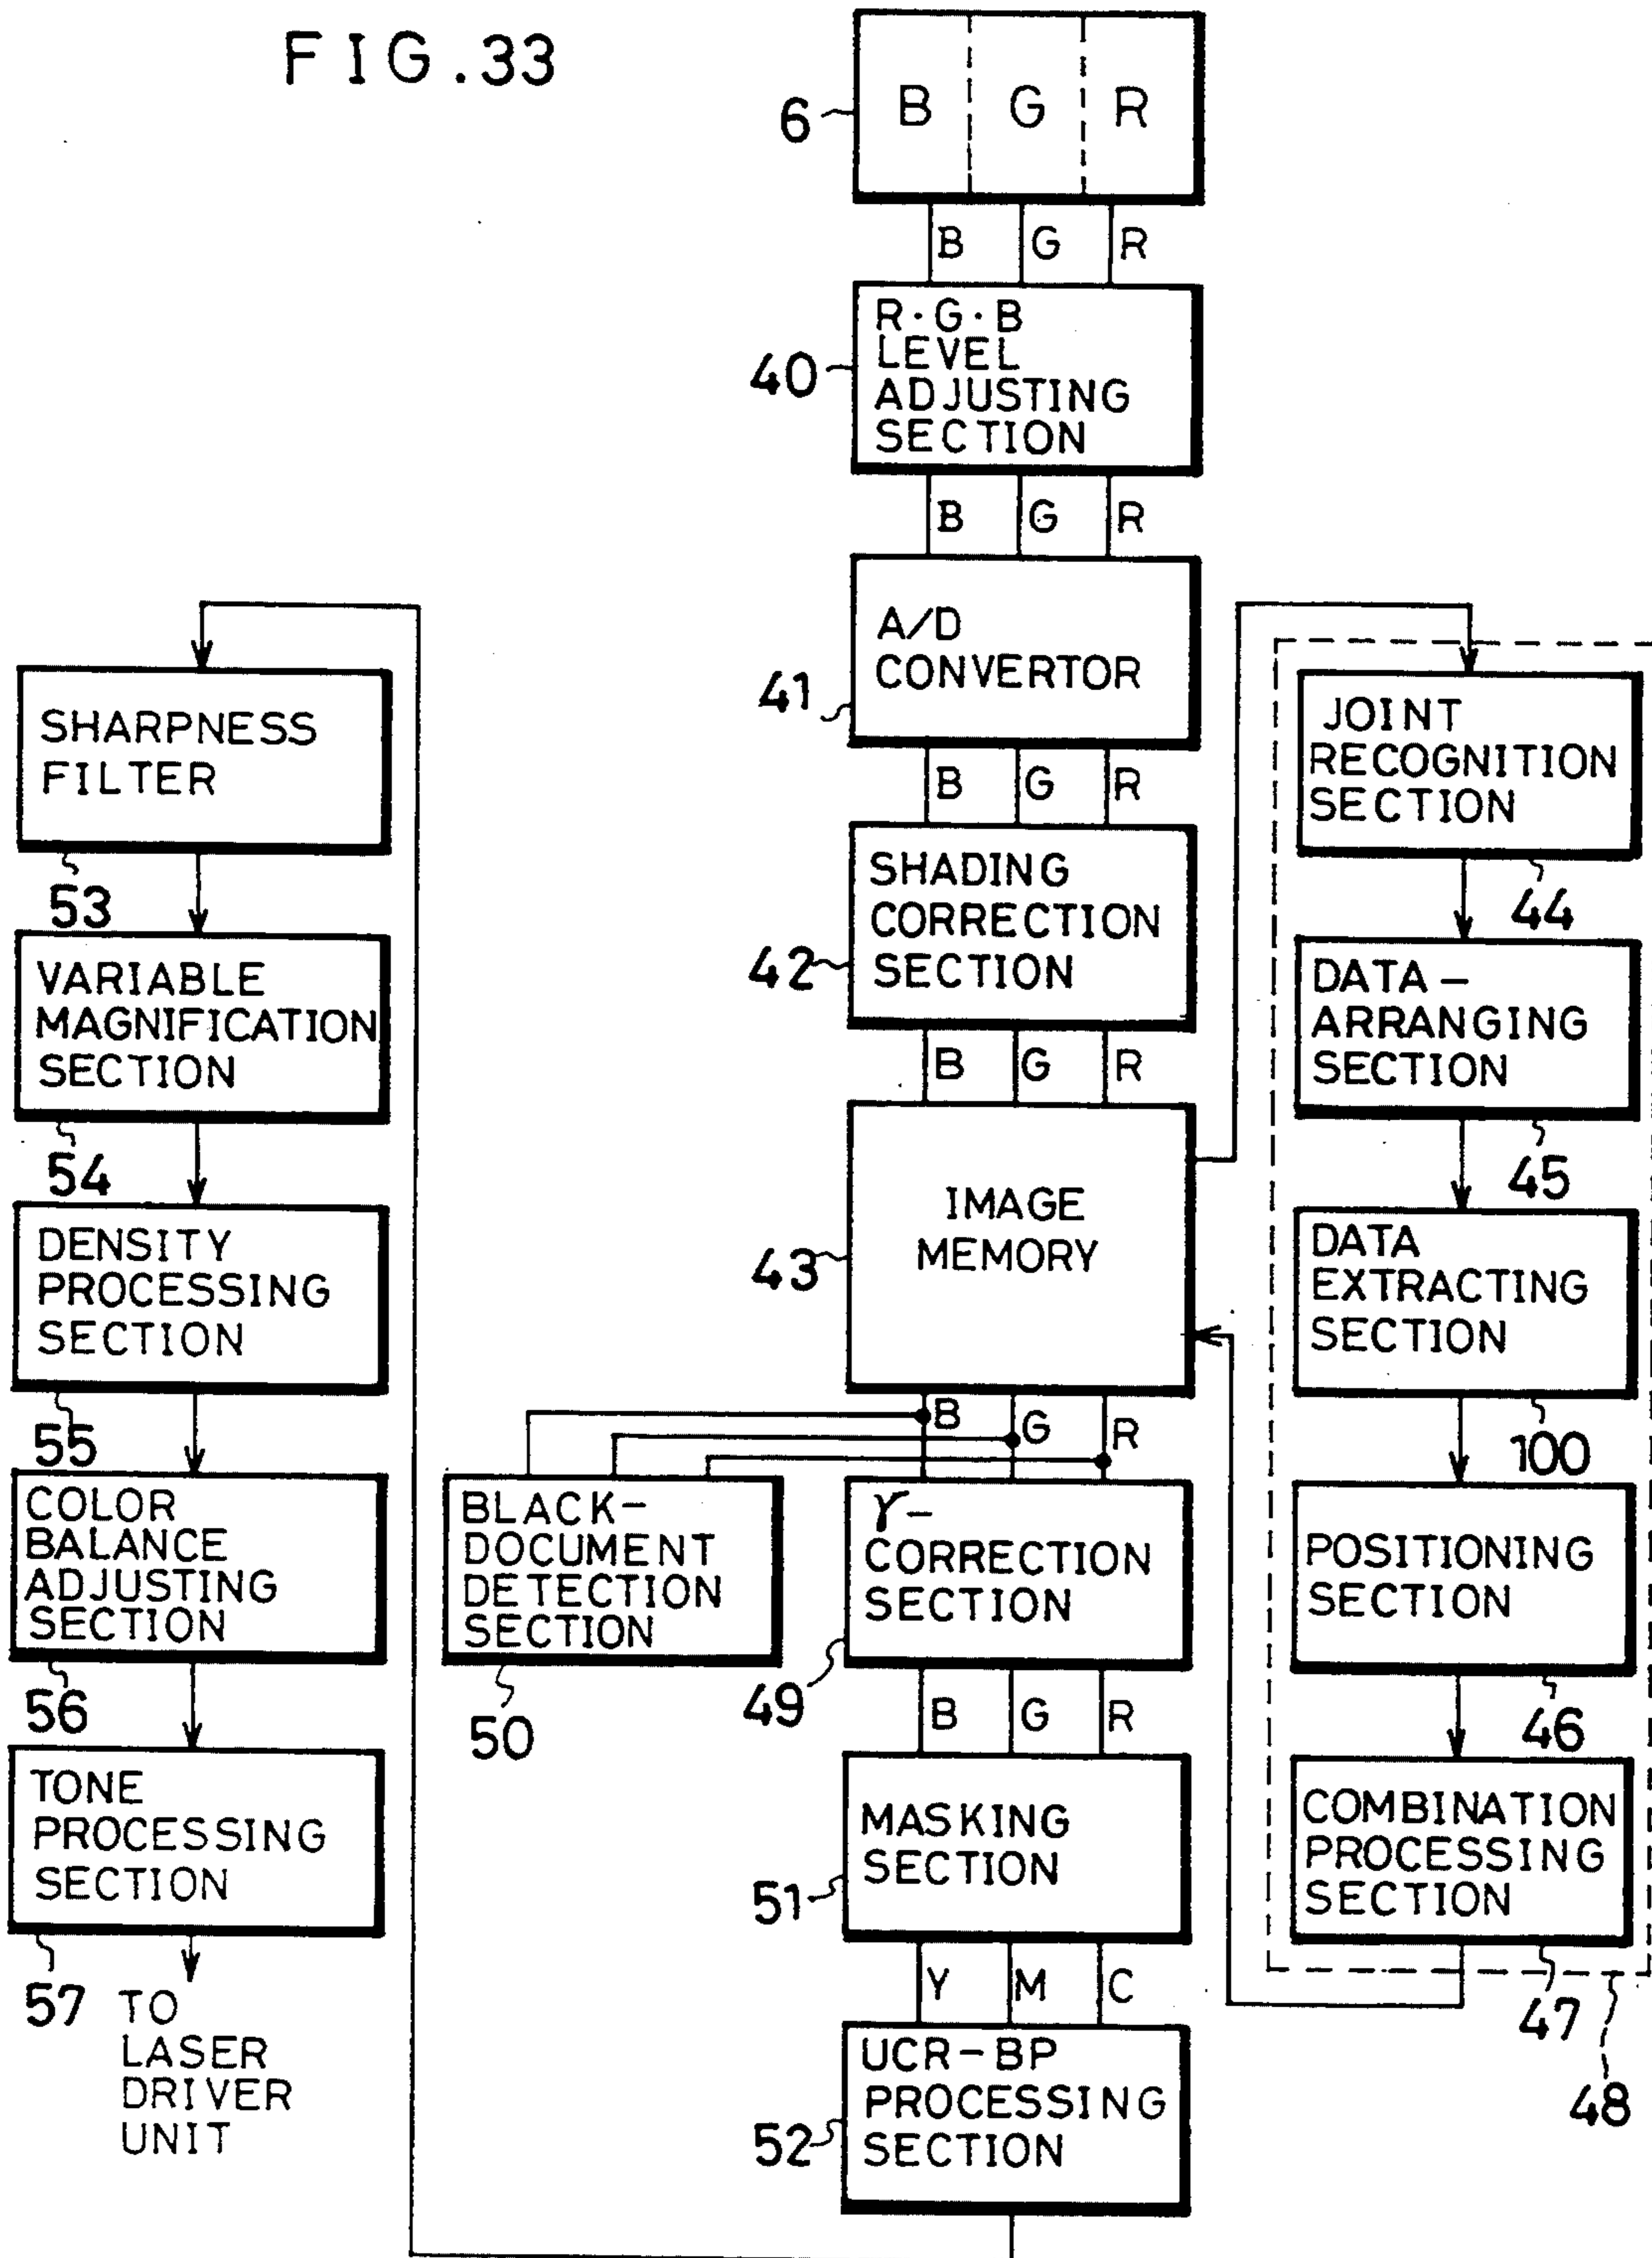 FIG.33
B G R
6
B G R
R·G·B
LEVEL
ADJUSTING
SECTION
40
B G R
A/D
CONVERTOR
41
B G R
SHADING
CORRECTION
SECTION
42
B G R
IMAGE
MEMORY
43
B G R
BLACK-
DOCUMENT
DETECTION
SECTION
50
γ-
CORRECTION
SECTION
49
B G R
MASKING
SECTION
51
Y M C
UCR-BP
PROCESSING
SECTION
52
JOINT
RECOGNITION
SECTION
44
DATA-
ARRANGING
SECTION
45
DATA
EXTRACTING
SECTION
100
POSITIONING
SECTION
46
COMBINATION
PROCESSING
SECTION
47
48
SHARPNESS
FILTER
53
VARIABLE
MAGNIFICATION
SECTION
54
DENSITY
PROCESSING
SECTION
55
COLOR
BALANCE
ADJUSTING
SECTION
56
TONE
PROCESSING
SECTION
57
TO
LASER
DRIVER
UNIT